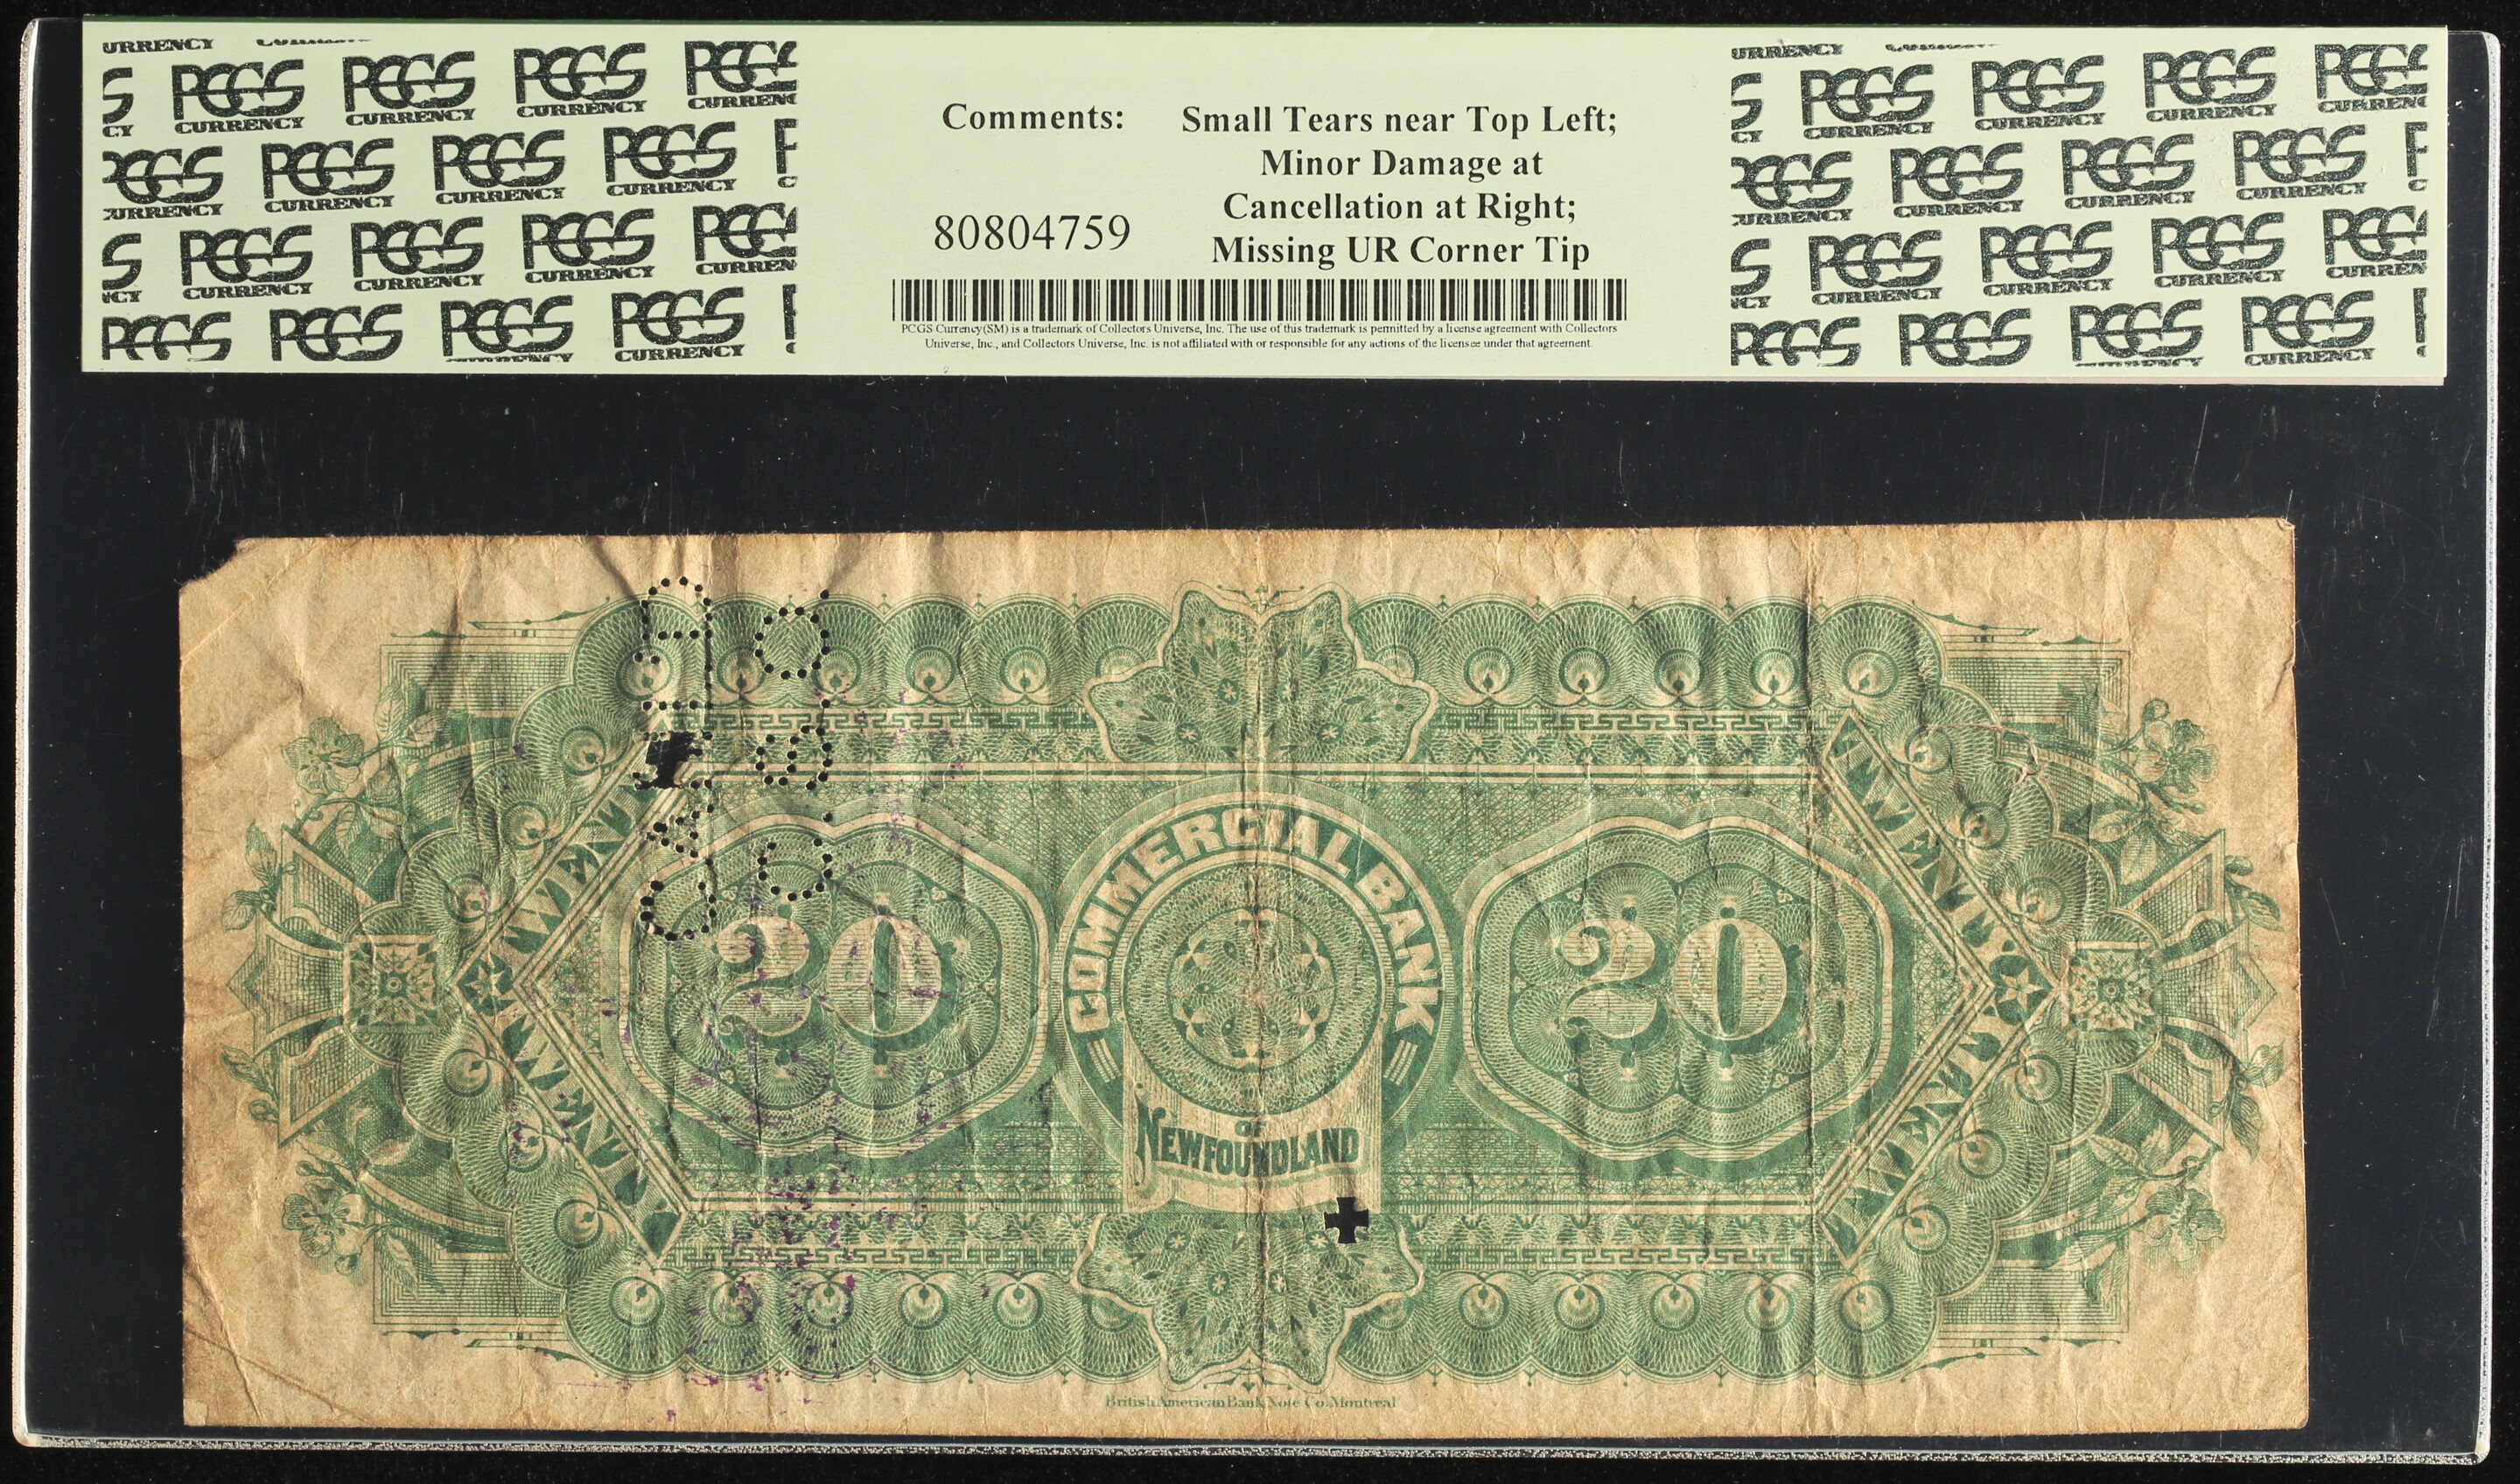 PCGS CURRENCY
Comments:
Small Tears near Top Left;
Minor Damage at
Cancellation at Right;
Missing UR Corner Tip
80804759
PCGS Currency(SM) is a trademark of Collectors Universe, Inc. The use of this trademark is permitted by a license agreement with Collectors
Universe, Inc., and Collectors Universe, Inc. is not affiliated with or responsible for any actions of the licensee under that agreement.
COMMERCIAL BANK
OF
NEWFOUNDLAND
20
20
TWENTY
TWENTY
British American Bank Note Co. Montreal